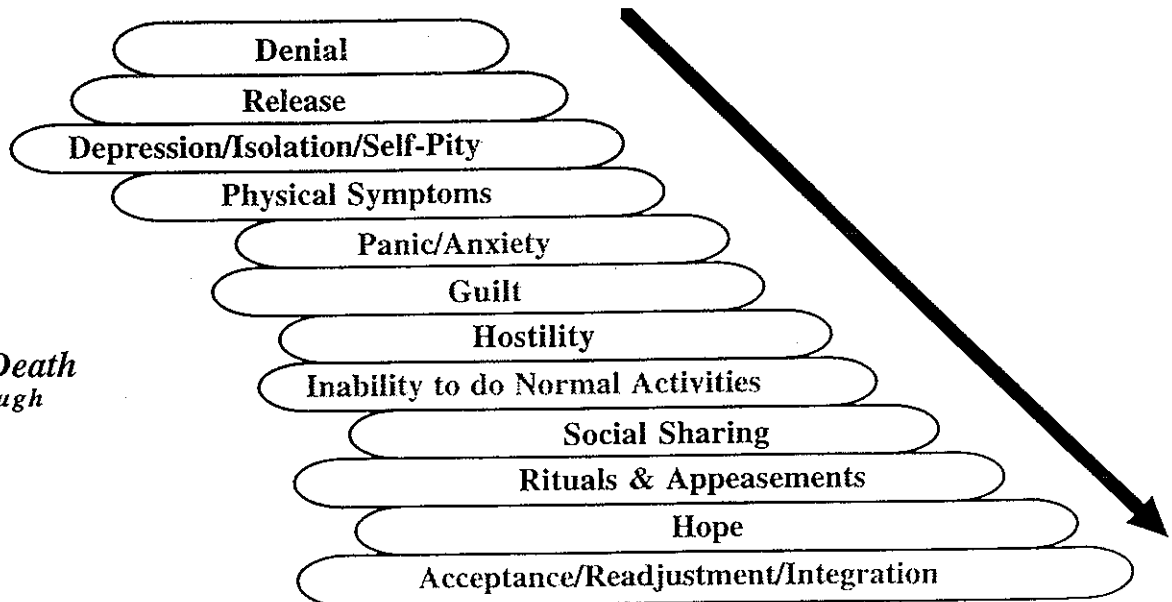 Denial
Release
Depression/Isolation/Self-Pity
Physical Symptoms
Panic/Anxiety
Guilt
Hostility
Death
Inability to do Normal Activities
Social Sharing
Rituals & Appeasements
Hope
Acceptance/Readjustment/Integration